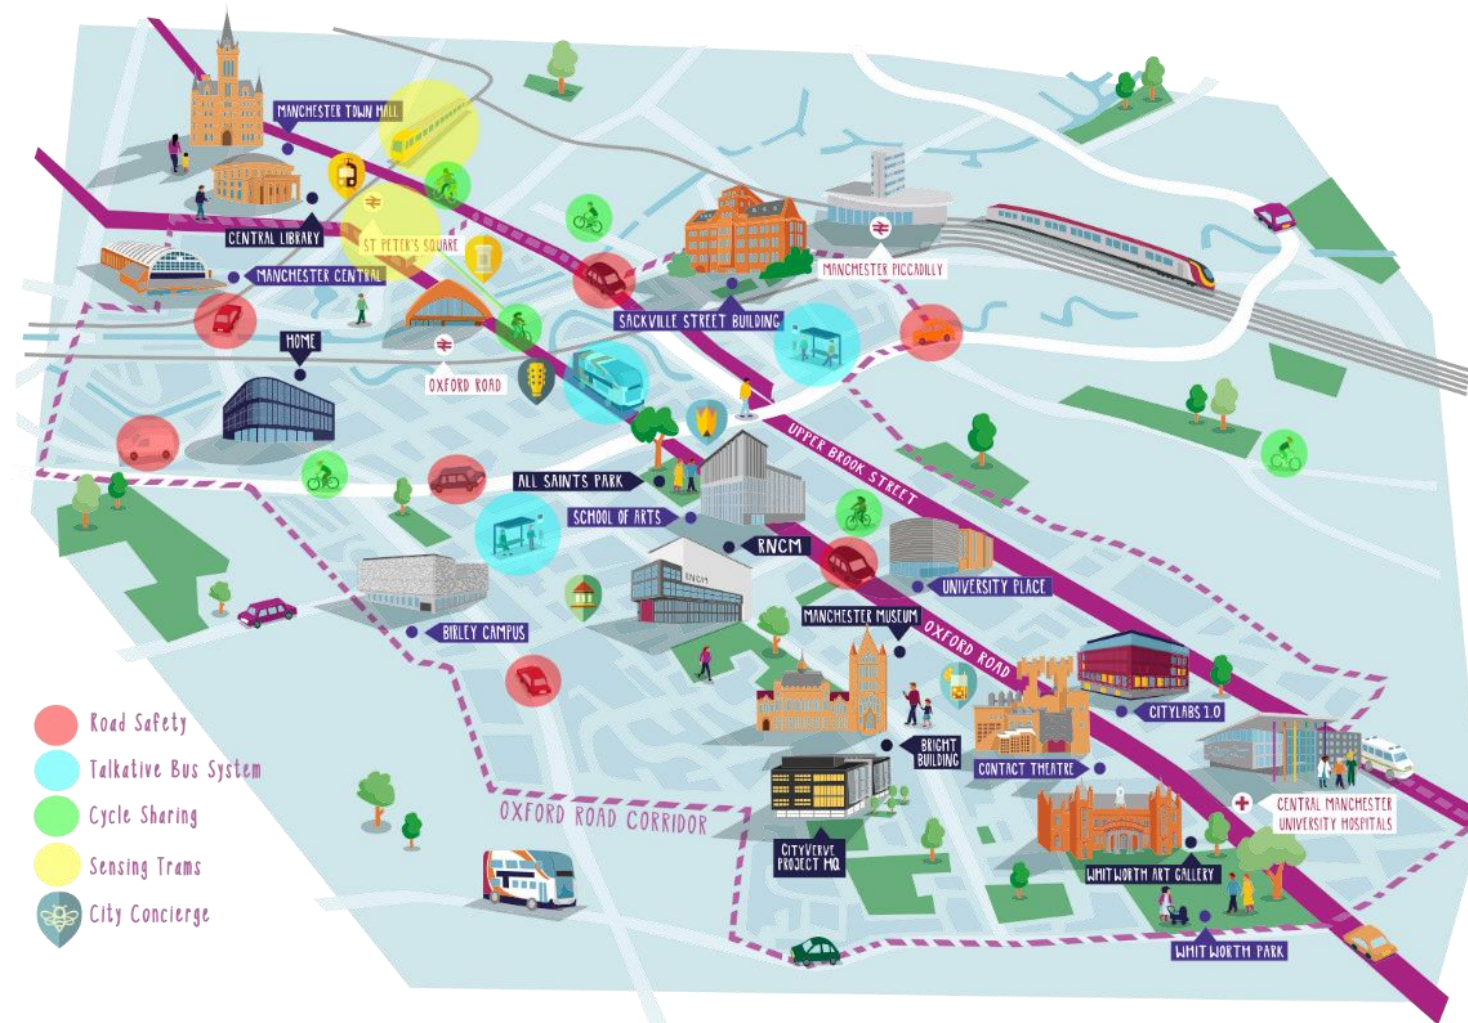 MANCHESTER TOWN HALL
CENTRAL LIBRARY
ST PETER'S SQUARE
MANCHESTER CENTRAL
MANCHESTER PICCADILLY
SACKVILLE STREET BUILDING
HOME
OXFORD ROAD
UPPER BROOK STREET
ALL SAINTS PARK
SCHOOL OF ARTS
RNCM
RNCM
UNIVERSITY PLACE
MANCHESTER MUSEUM
OXFORD ROAD
BIRLEY CAMPUS
CITYLABS 1.0
BRIGHT
BUILDING
CONTACT THEATRE
CENTRAL MANCHESTER
UNIVERSITY HOSPITALS
OXFORD ROAD CORRIDOR
CITYVERVE
PROJECT HQ
WHITWORTH ART GALLERY
WHITWORTH PARK
Road Safety
Talkative Bus System
Cycle Sharing
Sensing Trams
City Concierge